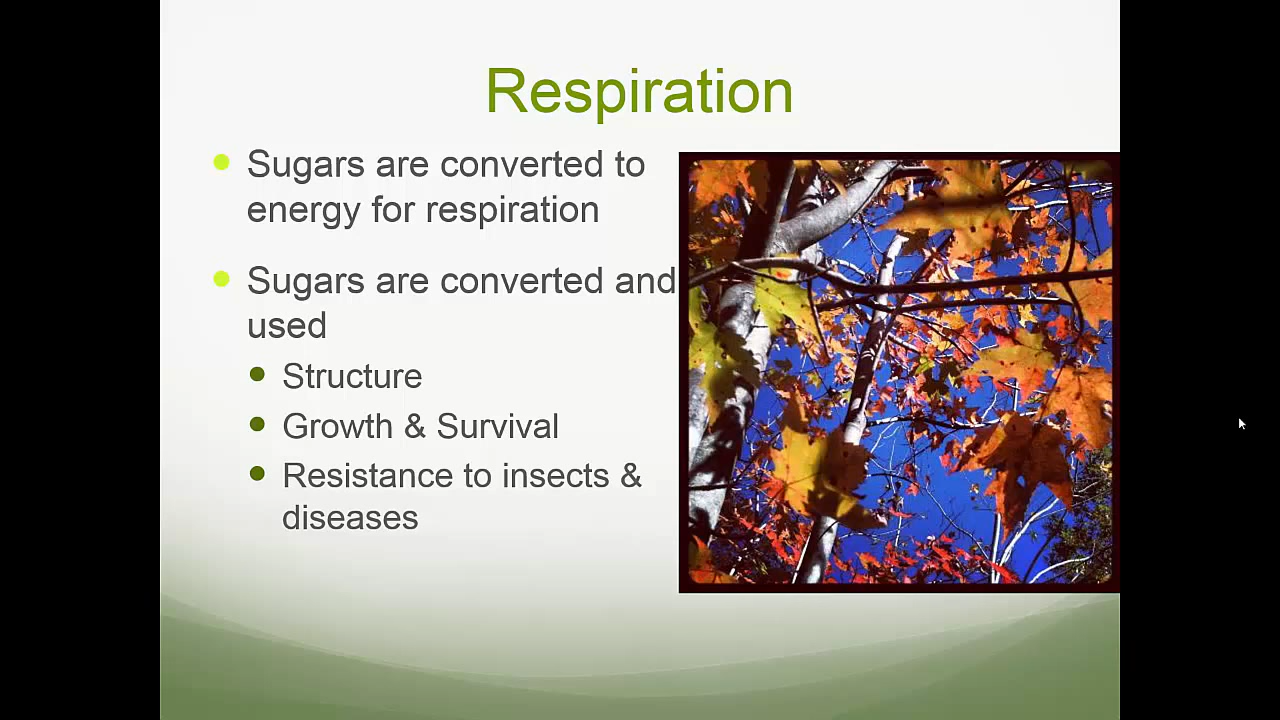 Respiration
Sugars are converted to
energy for respiration
Sugars are converted and
used
Structure
Growth & Survival
Resistance to insects &
diseases